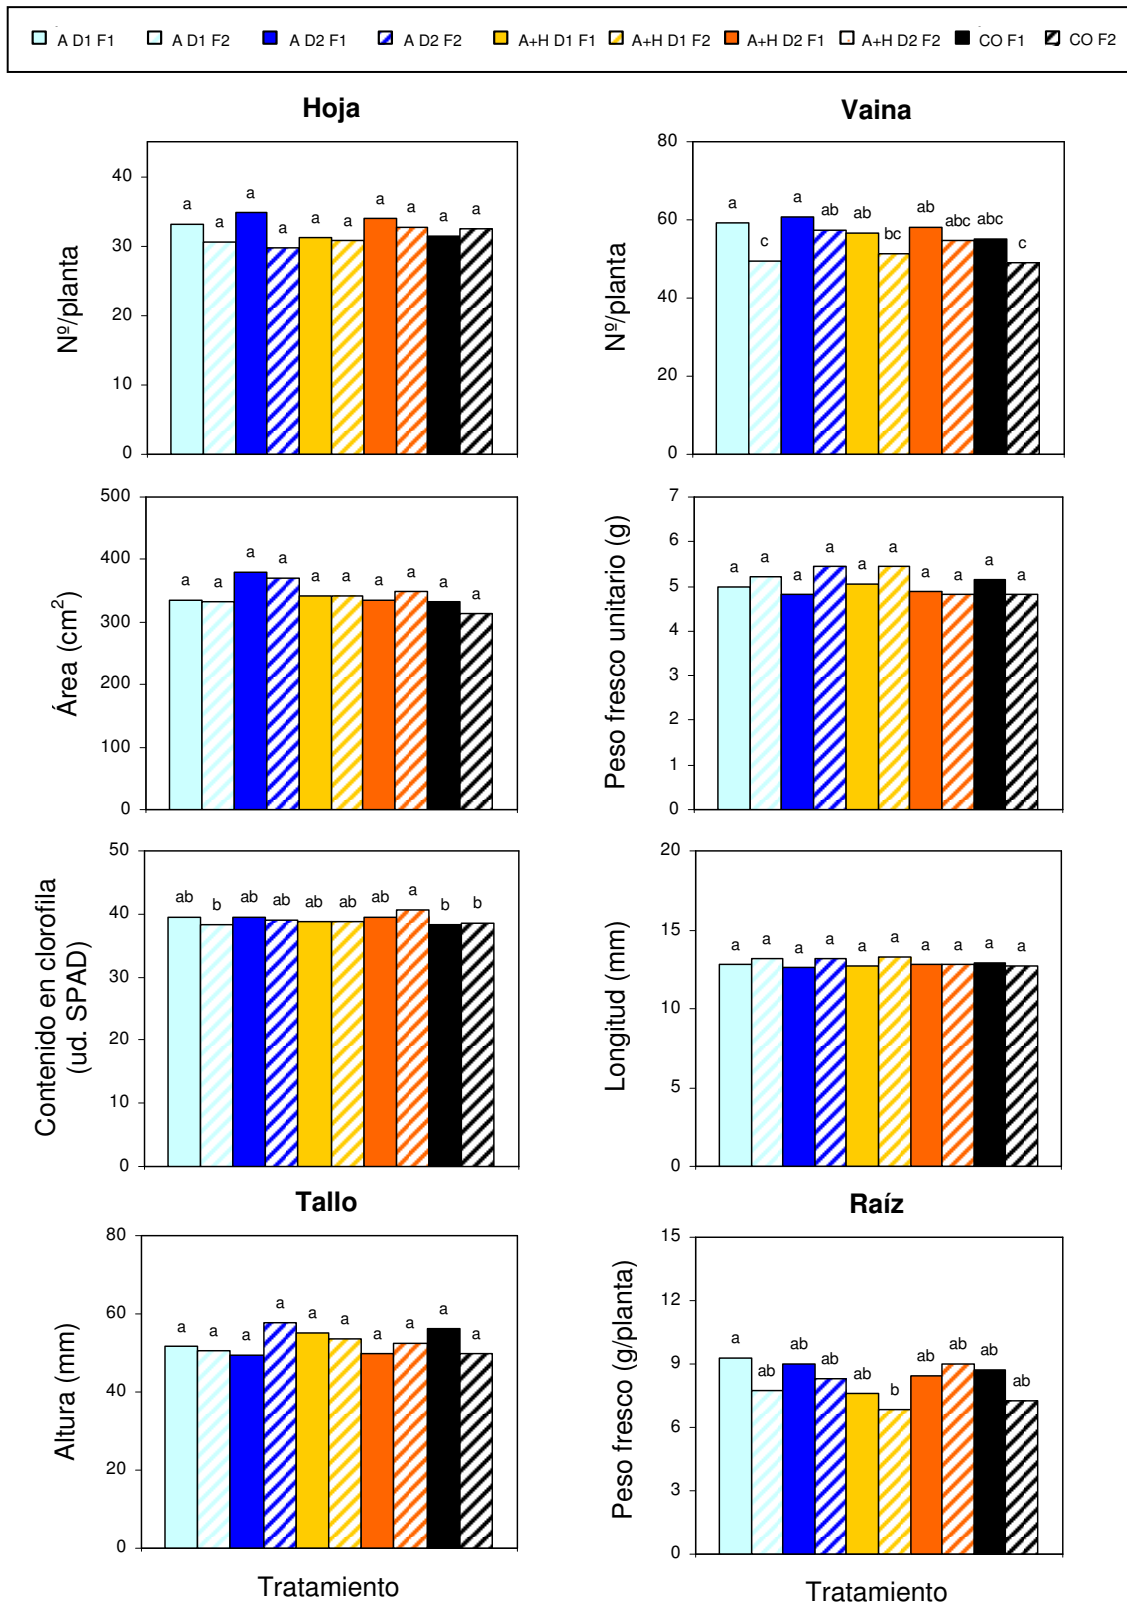 A D1 F1 A D1 F2 A D2 F1 A D2 F2 A+H D1 F1 A+H D1 F2 A+H D2 F1 A+H D2 F2 CO F1 CO F2
Hoja
Nº/planta
40
30
20
10
0
a a a a a a a a a a
Vaina
Nº/planta
80
60
40
60
0
a c a ab ab bc ab abc abc c
Área (cm²)
500
400
300
200
100
0
a a a a a a a a a a
Peso fresco unitario (g)
7
6
5
4
3
2
1
0
a a a a a a a a a a
Contenido en clorofila
(ud. SPAD)
50
40
30
20
10
0
ab b ab ab ab ab ab a b b
Longitud (mm)
20
15
10
5
0
a a a a a a a a a a
Tallo
Altura (mm)
80
60
40
20
0
a a a a a a a a a a
Tratamiento
Raíz
Peso fresco (g/planta)
15
12
9
6
3
0
a ab ab ab ab b ab ab ab ab
Tratamiento